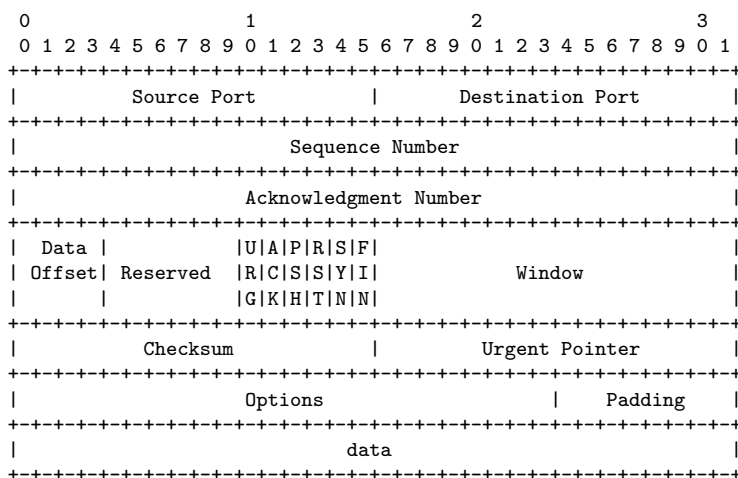 0                   1                   2                   3
 0 1 2 3 4 5 6 7 8 9 0 1 2 3 4 5 6 7 8 9 0 1 2 3 4 5 6 7 8 9 0 1
+-+-+-+-+-+-+-+-+-+-+-+-+-+-+-+-+-+-+-+-+-+-+-+-+-+-+-+-+-+-+-+-+
|          Source Port          |       Destination Port        |
+-+-+-+-+-+-+-+-+-+-+-+-+-+-+-+-+-+-+-+-+-+-+-+-+-+-+-+-+-+-+-+-+
|                        Sequence Number                        |
+-+-+-+-+-+-+-+-+-+-+-+-+-+-+-+-+-+-+-+-+-+-+-+-+-+-+-+-+-+-+-+-+
|                    Acknowledgment Number                      |
+-+-+-+-+-+-+-+-+-+-+-+-+-+-+-+-+-+-+-+-+-+-+-+-+-+-+-+-+-+-+-+-+
|  Data |           |U|A|P|R|S|F|                               |
| Offset| Reserved  |R|C|S|S|Y|I|            Window             |
|       |           |G|K|H|T|N|N|                               |
+-+-+-+-+-+-+-+-+-+-+-+-+-+-+-+-+-+-+-+-+-+-+-+-+-+-+-+-+-+-+-+-+
|           Checksum            |         Urgent Pointer        |
+-+-+-+-+-+-+-+-+-+-+-+-+-+-+-+-+-+-+-+-+-+-+-+-+-+-+-+-+-+-+-+-+
|                    Options                    |    Padding    |
+-+-+-+-+-+-+-+-+-+-+-+-+-+-+-+-+-+-+-+-+-+-+-+-+-+-+-+-+-+-+-+-+
|                             data                              |
+-+-+-+-+-+-+-+-+-+-+-+-+-+-+-+-+-+-+-+-+-+-+-+-+-+-+-+-+-+-+-+-+